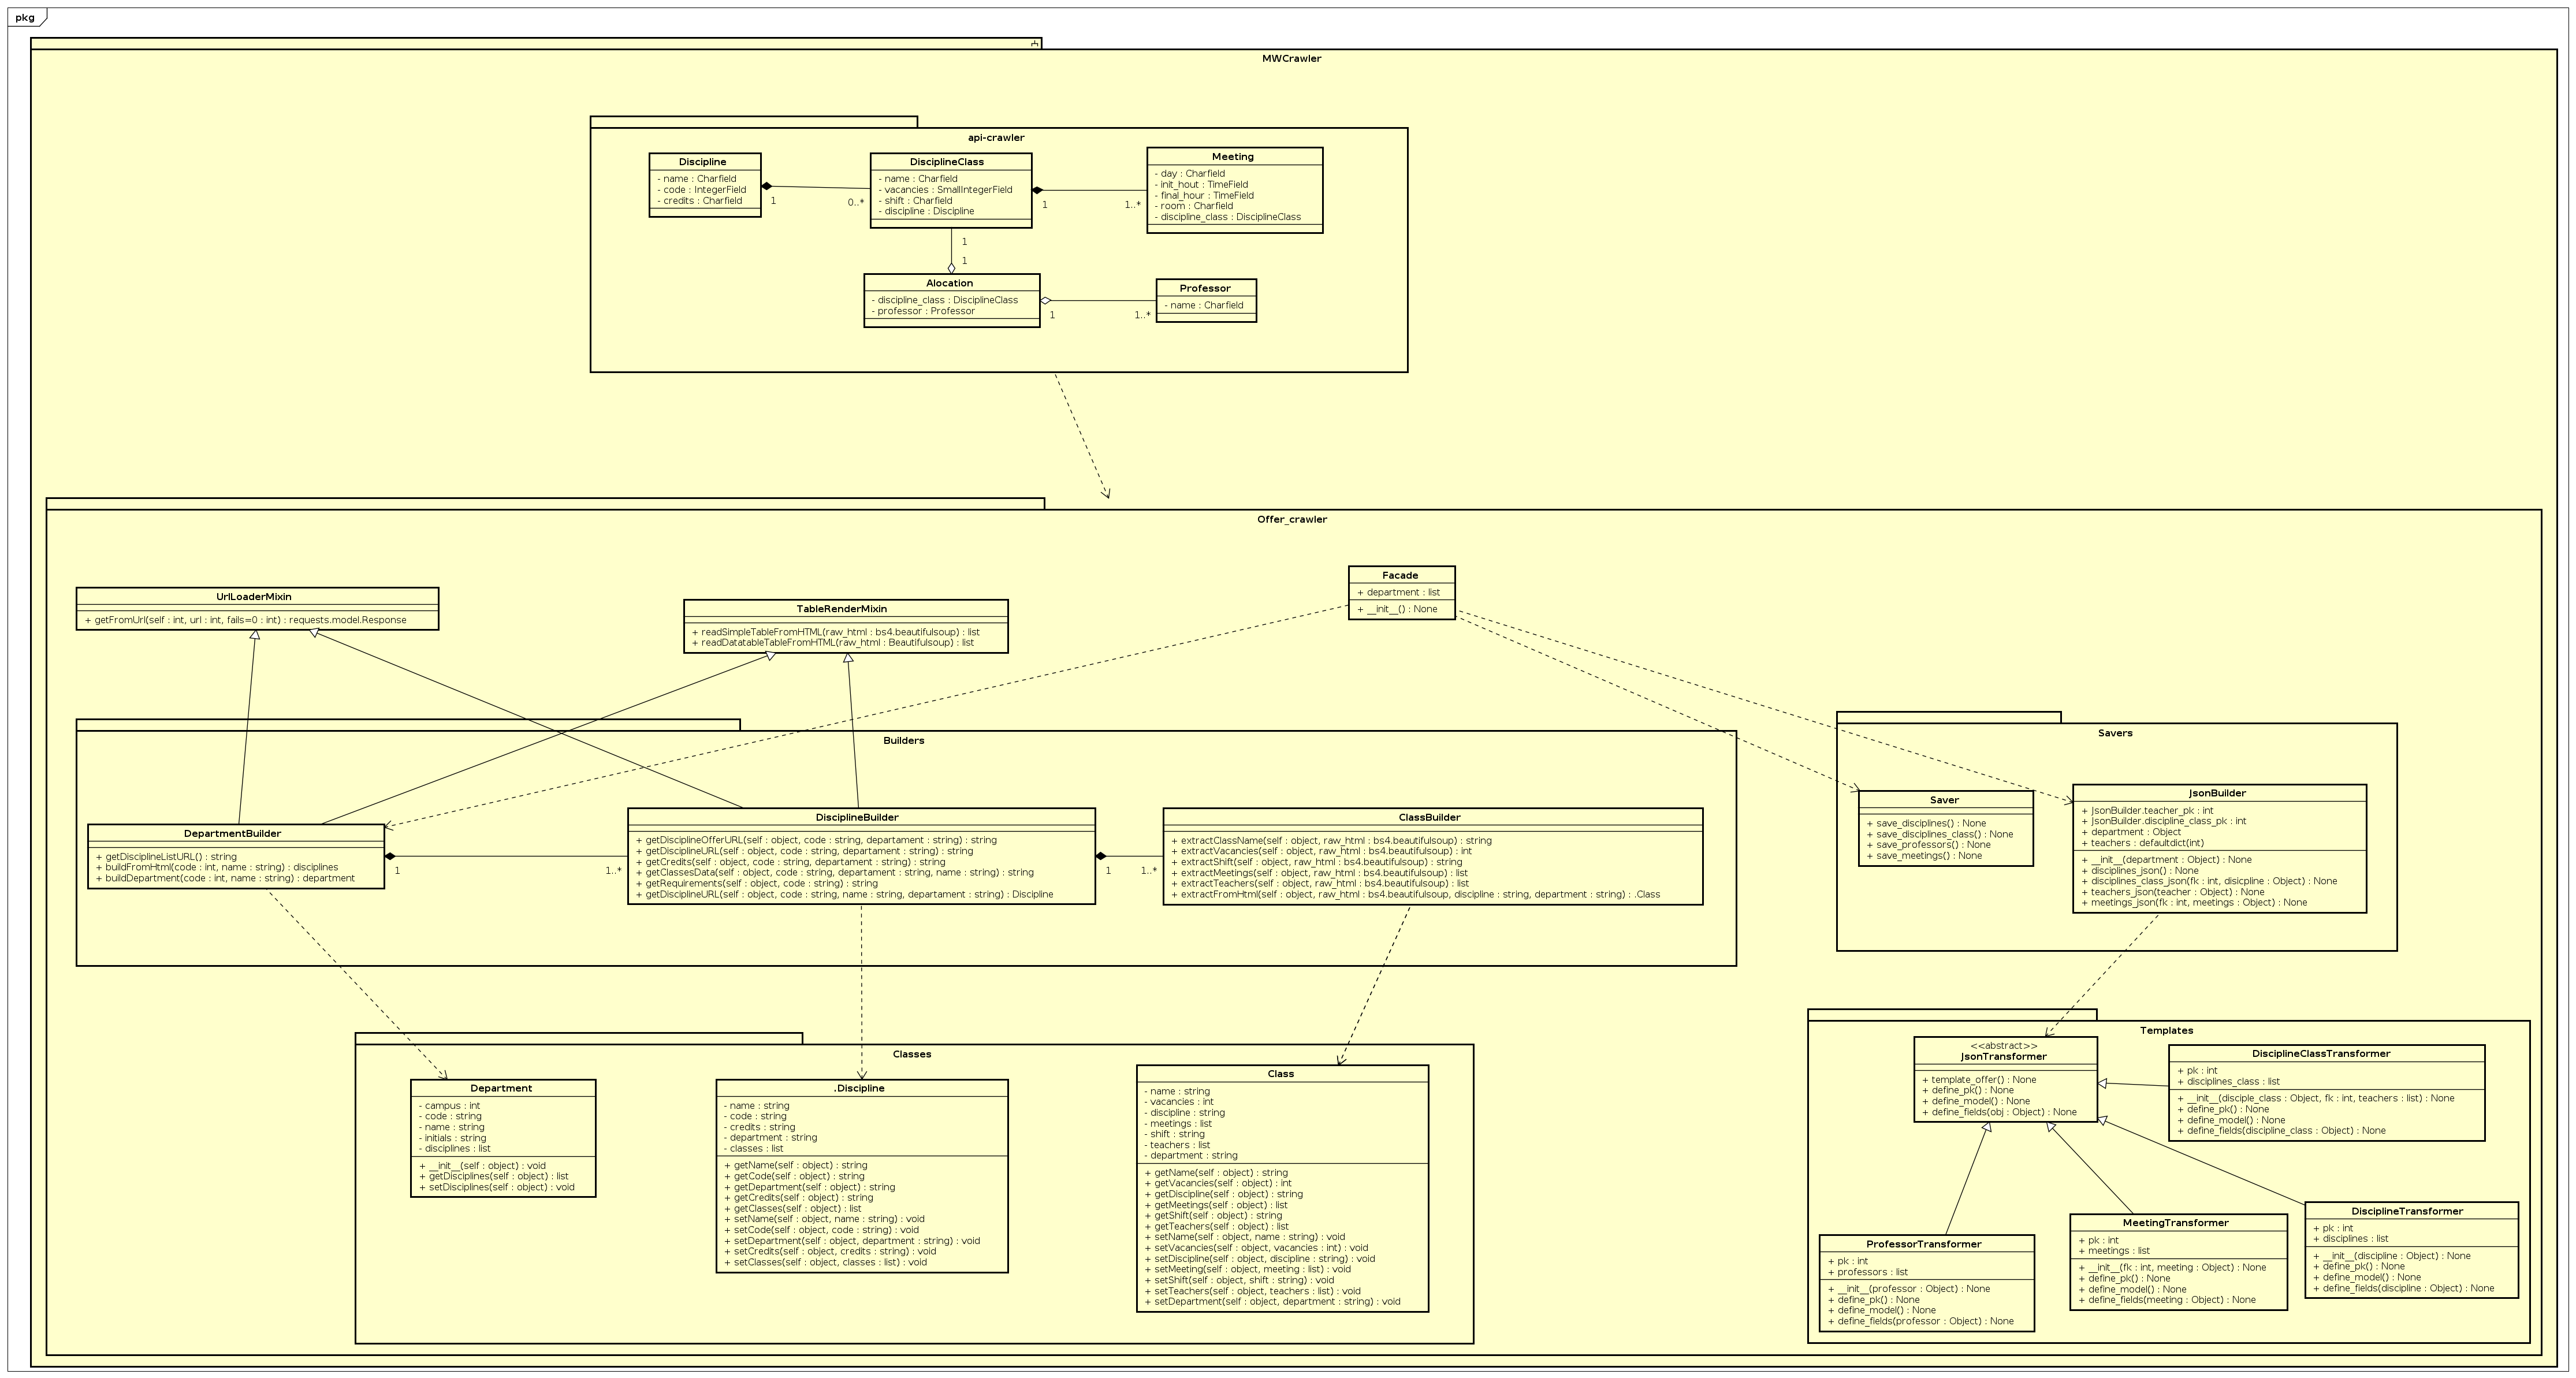 pkg
MWCrawler
api-crawler
Discipline
- name : Charfield
- code : IntegerField
- credits : Charfield
1
0..*
DisciplineClass
- name : Charfield
- vacancies : SmallIntegerField
- shift : Charfield
- discipline : Discipline
1
1..*
Meeting
- day : Charfield
- init_hout : TimeField
- final_hour : TimeField
- room : Charfield
- discipline_class : DisciplineClass
1
1
Alocation
- discipline_class : DisciplineClass
- professor : Professor
1
1..*
Professor
- name : Charfield
Offer_crawler
UrlLoaderMixin
+ getFromUrl(self : int, url : int, fails=0 : int) : requests.model.Response
TableRenderMixin
+ readSimpleTableFromHTML(raw_html : bs4.beautifulsoup) : list
+ readDatatableTableFromHTML(raw_html : Beautifulsoup) : list
Facade
+ department : list
+ __init__() : None
Builders
DepartmentBuilder
+ getDisciplineListURL() : string
+ buildFromHtml(code : int, name : string) : disciplines
+ buildDepartment(code : int, name : string) : department
1
1..*
DisciplineBuilder
+ getDisciplineOfferURL(self : object, code : string, departament : string) : string
+ getDisciplineURL(self : object, code : string, departament : string) : string
+ getCredits(self : object, code : string, departament : string) : string
+ getClassesData(self : object, code : string, departament : string, name : string) : string
+ getRequirements(self : object, code : string) : string
+ getDisciplineURL(self : object, code : string, name : string, departament : string) : Discipline
1
1..*
ClassBuilder
+ extractClassName(self : object, raw_html : bs4.beautifulsoup) : string
+ extractVacancies(self : object, raw_html : bs4.beautifulsoup) : int
+ extractShift(self : object, raw_html : bs4.beautifulsoup) : string
+ extractMeetings(self : object, raw_html : bs4.beautifulsoup) : list
+ extractTeachers(self : object, raw_html : bs4.beautifulsoup) : list
+ extractFromHtml(self : object, raw_html : bs4.beautifulsoup, discipline : string, department : string) : .Class
Savers
Saver
+ save_disciplines() : None
+ save_disciplines_class() : None
+ save_professors() : None
+ save_meetings() : None
JsonBuilder
+ JsonBuilder.teacher_pk : int
+ JsonBuilder.discipline_class_pk : int
+ department : Object
+ teachers : defaultdict(int)
+ __init__(department : Object) : None
+ disciplines_json() : None
+ disciplines_class_json(fk : int, disicpline : Object) : None
+ teachers_json(teacher : Object) : None
+ meetings_json(fk : int, meetings : Object) : None
Classes
Department
- campus : int
- code : string
- name : string
- initials : string
- disciplines : list
+ __init__(self : object) : void
+ getDisciplines(self : object) : list
+ setDisciplines(self : object) : void
.Discipline
- name : string
- code : string
- credits : string
- department : string
- classes : list
+ getName(self : object) : string
+ getCode(self : object) : string
+ getDepartment(self : object) : string
+ getCredits(self : object) : string
+ getClasses(self : object) : list
+ setName(self : object, name : string) : void
+ setCode(self : object, code : string) : void
+ setDepartment(self : object, department : string) : void
+ setCredits(self : object, credits : string) : void
+ setClasses(self : object, classes : list) : void
Class
- name : string
- vacancies : int
- discipline : string
- meetings : list
- shift : string
- teachers : list
- department : string
+ getName(self : object) : string
+ getVacancies(self : object) : int
+ getDiscipline(self : object) : string
+ getMeetings(self : object) : list
+ getShift(self : object) : string
+ getTeachers(self : object) : list
+ setName(self : object, name : string) : void
+ setVacancies(self : object, vacancies : int) : void
+ setDiscipline(self : object, discipline : string) : void
+ setMeeting(self : object, meeting : list) : void
+ setShift(self : object, shift : string) : void
+ setTeachers(self : object, teachers : list) : void
+ setDepartment(self : object, department : string) : void
Templates
<<abstract>>
JsonTransformer
+ template_offer() : None
+ define_pk() : None
+ define_model() : None
+ define_fields(obj : Object) : None
DisciplineClassTransformer
+ pk : int
+ disciplines_class : list
+ __init__(disciple_class : Object, fk : int, teachers : list) : None
+ define_pk() : None
+ define_model() : None
+ define_fields(discipline_class : Object) : None
ProfessorTransformer
+ pk : int
+ professors : list
+ __init__(professor : Object) : None
+ define_pk() : None
+ define_model() : None
+ define_fields(professor : Object) : None
MeetingTransformer
+ pk : int
+ meetings : list
+ __init__(fk : int, meeting : Object) : None
+ define_pk() : None
+ define_model() : None
+ define_fields(meeting : Object) : None
DisciplineTransformer
+ pk : int
+ disciplines : list
+ __init__(discipline : Object) : None
+ define_pk() : None
+ define_model() : None
+ define_fields(discipline : Object) : None